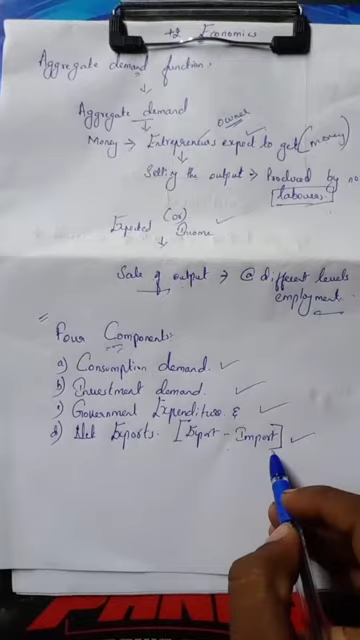 +2 Economics
Aggregate demand function:
Aggregate demand
owner
Money → Entrepreneurs expect to get (money)
Selling the output → Produced by no
Labourers
(or)
Expected Income
Sale of output → @ different levels
employment.
Four Components:
a) Consumption demand.
b) Investment demand.
c) Government Expenditure &
d) Net Exports. [Export - Import]